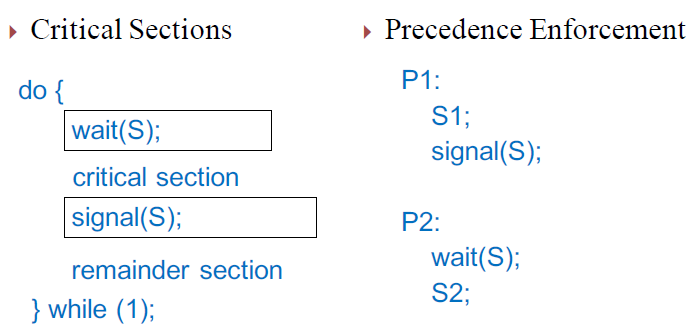 Critical Sections
do {
wait(S);
critical section
signal(S);
remainder section
} while (1);
Precedence Enforcement
P1:
S1;
signal(S);
P2:
wait(S);
S2;